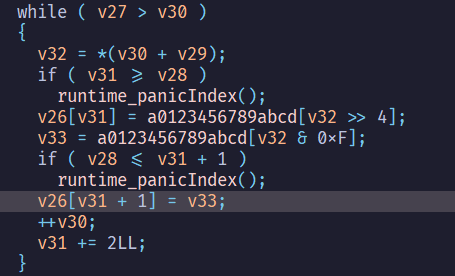 while ( v27 > v30 )
{
v32 = *(v30 + v29);
if ( v31 ⩾ v28 )
runtime_panicIndex();
v26[v31] = a0123456789abcd[v32 ≫ 4];
v33 = a0123456789abcd[v32 & 0×F];
if ( v28 ⩽ v31 + 1 )
runtime_panicIndex();
v26[v31 + 1] = v33;
++v30;
v31 += 2LL;
}